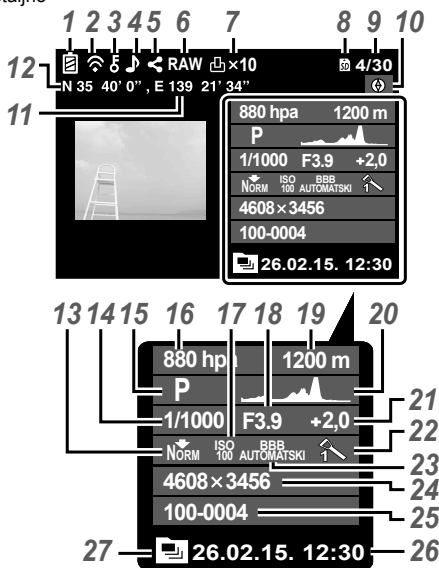 1 2 3 4 5 6 7 8 9
RAW ×10 SD 4/30 10
12 N 35 40’ 0” , E 139 21’ 34”
11
880 hpa 1200 m
P
1/1000 F3.9 +2,0
NORM ISO 100 BBB AUTOMATSKI 1
4608×3456
100-0004
26.02.15. 12:30
13 14 15 16 17 18 19 20
880 hpa 1200 m
P
1/1000 F3.9 +2,0 21
NORM ISO 100 BBB AUTOMATSKI 1 22
23
4608×3456 24
100-0004 25
27 26.02.15. 12:30 26